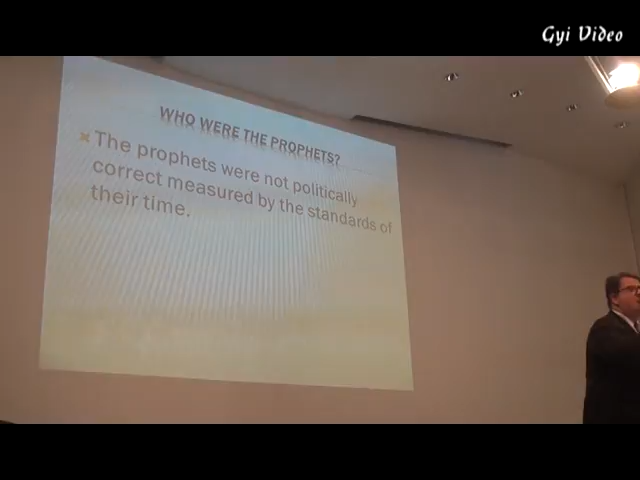 Gyi Video
WHO WERE THE PROPHETS?
The prophets were not politically
correct measured by the standards of
their time.